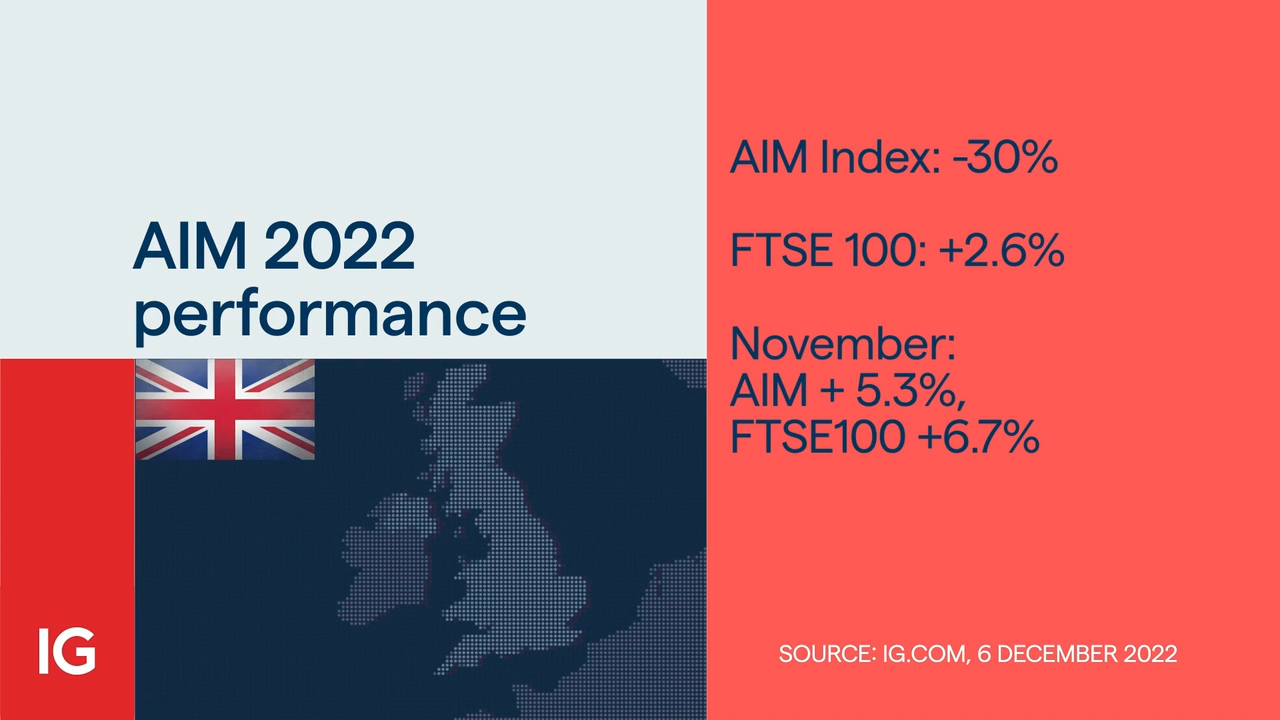 AIM 2022
performance
IG
AIM Index: -30%
FTSE 100: +2.6%
November:
AIM + 5.3%,
FTSE100 +6.7%
SOURCE: IG.COM, 6 DECEMBER 2022